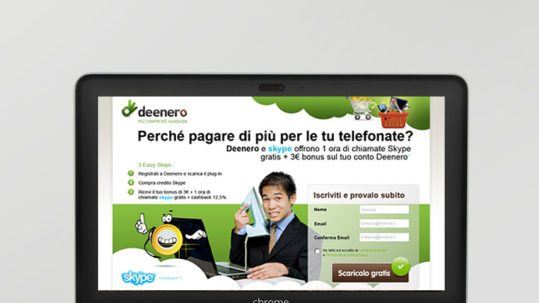 deenero
PIÙ COMPRI PIÙ GUADAGNI
Perché pagare di più per le tu telefonate?
Deenero e skype offrono 1 ora di chiamate Skype
gratis + 3€ bonus sul tuo conto Deenero
3 Easy Steps :
Registrati a Deenero e scarica il plug-in
Compra credito Skype
Ricevi il tuo bonus di 3€ + 1 ora di
chiamate skype gratis + cashback 12,5%
Iscriviti e provalo subito
Nome
Email
Conferma Email
Scaricalo gratis
skype
chrome